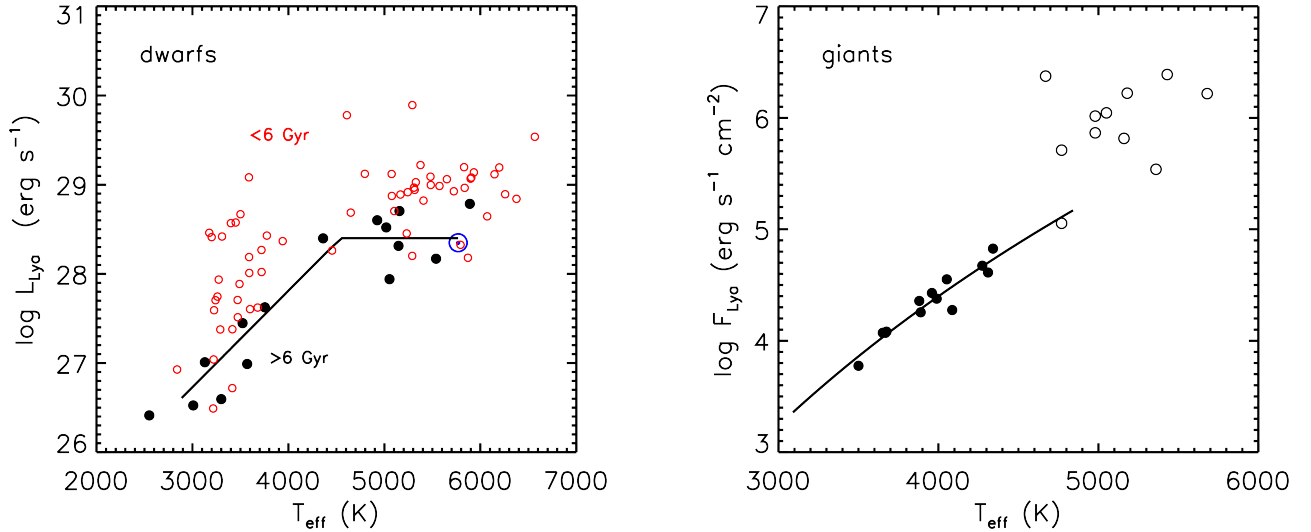 dwarfs
<6 Gyr
>6 Gyr
log L_Lyα (erg s⁻¹)
31
30
29
28
27
26
2000 3000 4000 5000 6000 7000
T_eff (K)
giants
log F_Lyα (erg s⁻¹ cm⁻²)
7
6
5
4
3
3000 4000 5000 6000
T_eff (K)